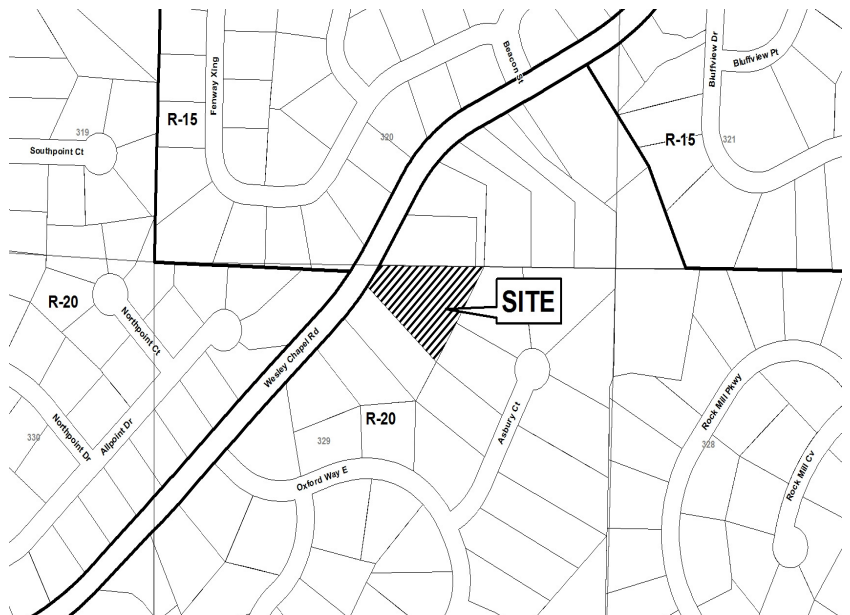 Bluffview Dr
Bluffview Pt
Beacon St
Fenway Xing
R-15
319
320
R-15
321
Southpoint Ct
R-20
SITE
Northpoint Ct
Wesley Chapel Rd
Rock Mill Pkwy
Northpoint Dr
Allpoint Dr
R-20
Asbury Ct
330
329
328
Oxford Way E
Rock Mill Cv